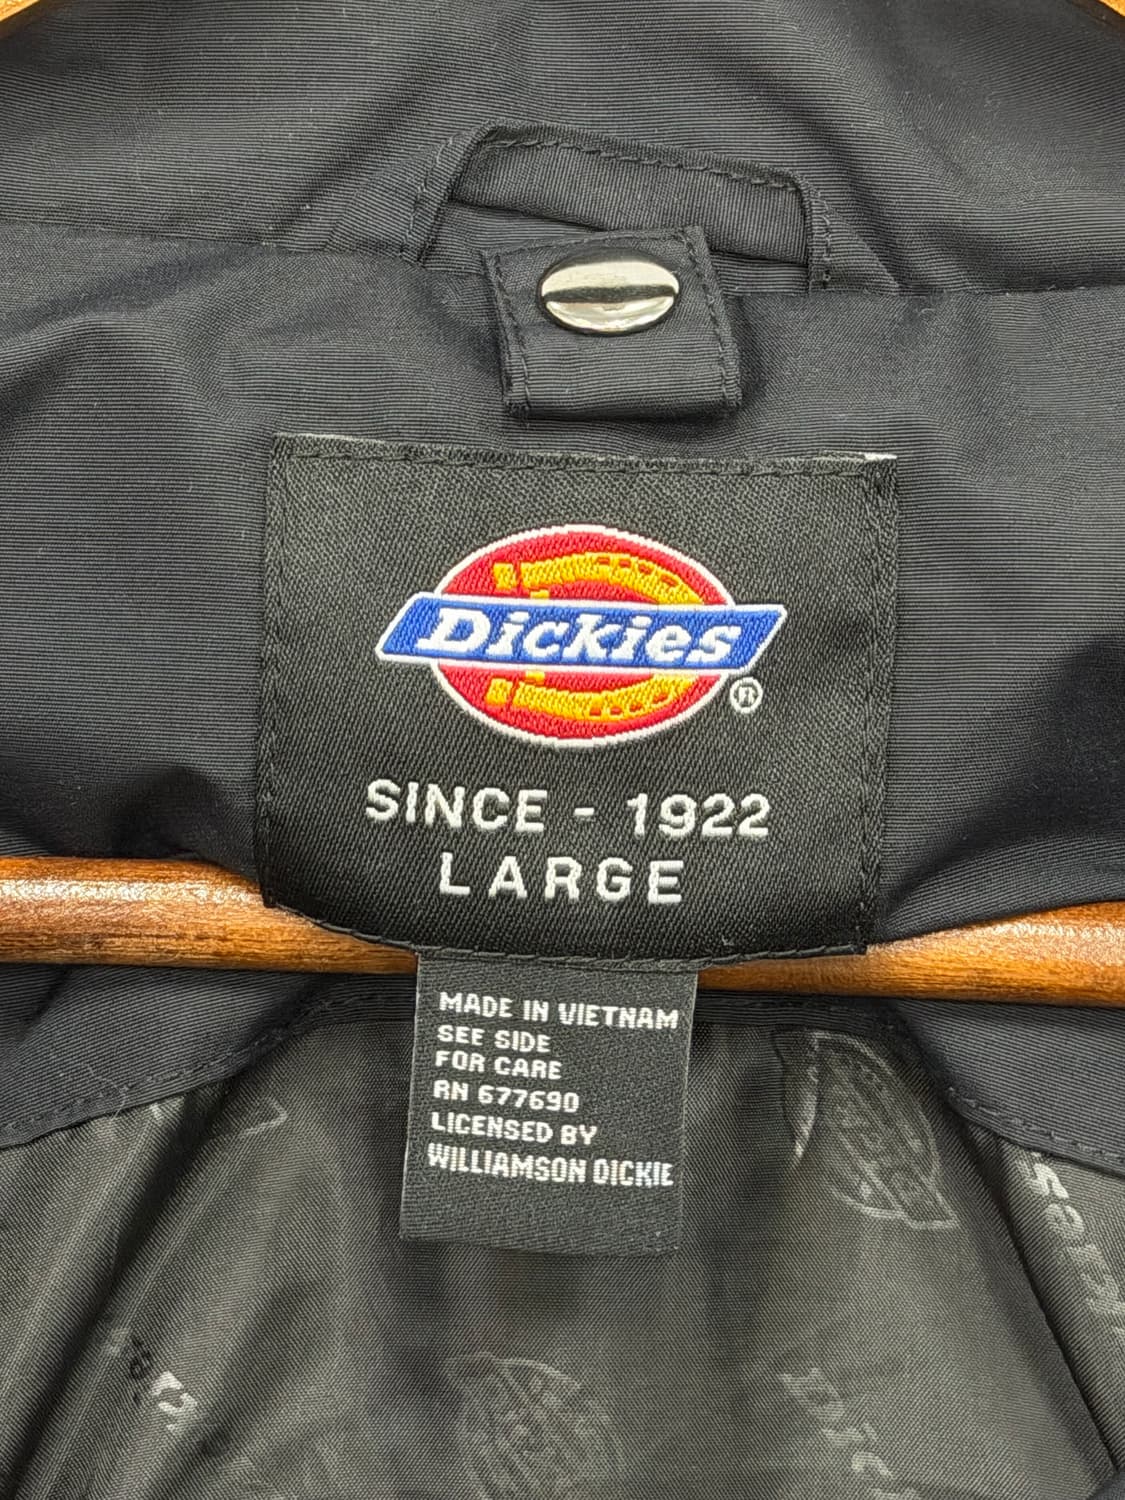 Dickies
®
SINCE - 1922
LARGE
MADE IN VIETNAM
SEE SIDE
FOR CARE
RN 677690
LICENSED BY
WILLIAMSON DICKIE